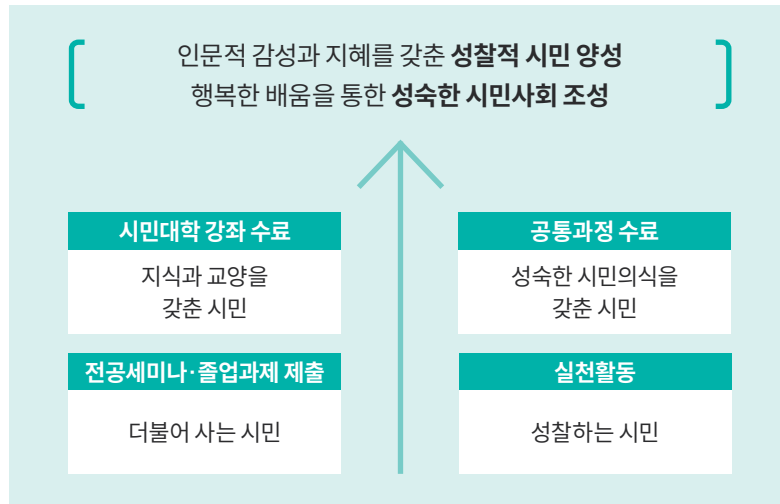 인문적 감성과 지혜를 갖춘 성찰적 시민 양성
행복한 배움을 통한 성숙한 시민사회 조성
시민대학 강좌 수료
지식과 교양을
갖춘 시민
공통과정 수료
성숙한 시민의식을
갖춘 시민
전공세미나·졸업과제 제출
더불어 사는 시민
실천활동
성찰하는 시민